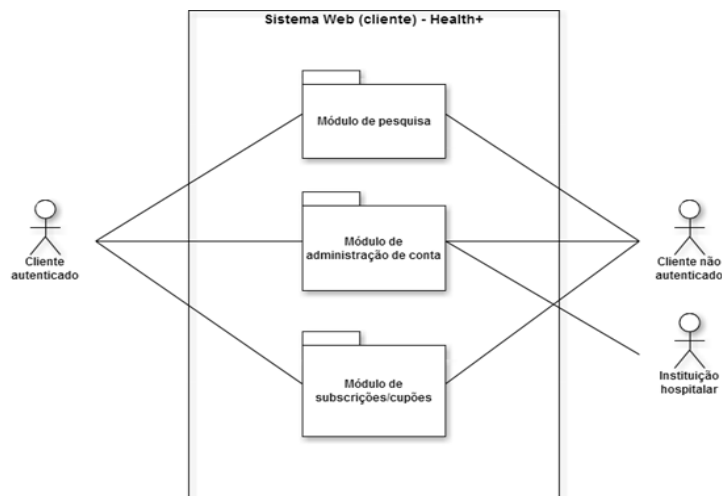 Sistema Web (cliente) - Health+
Módulo de pesquisa
Módulo de
administração de conta
Módulo de
subscrições/cupões
Cliente
autenticado
Cliente não
autenticado
Instituição
hospitalar